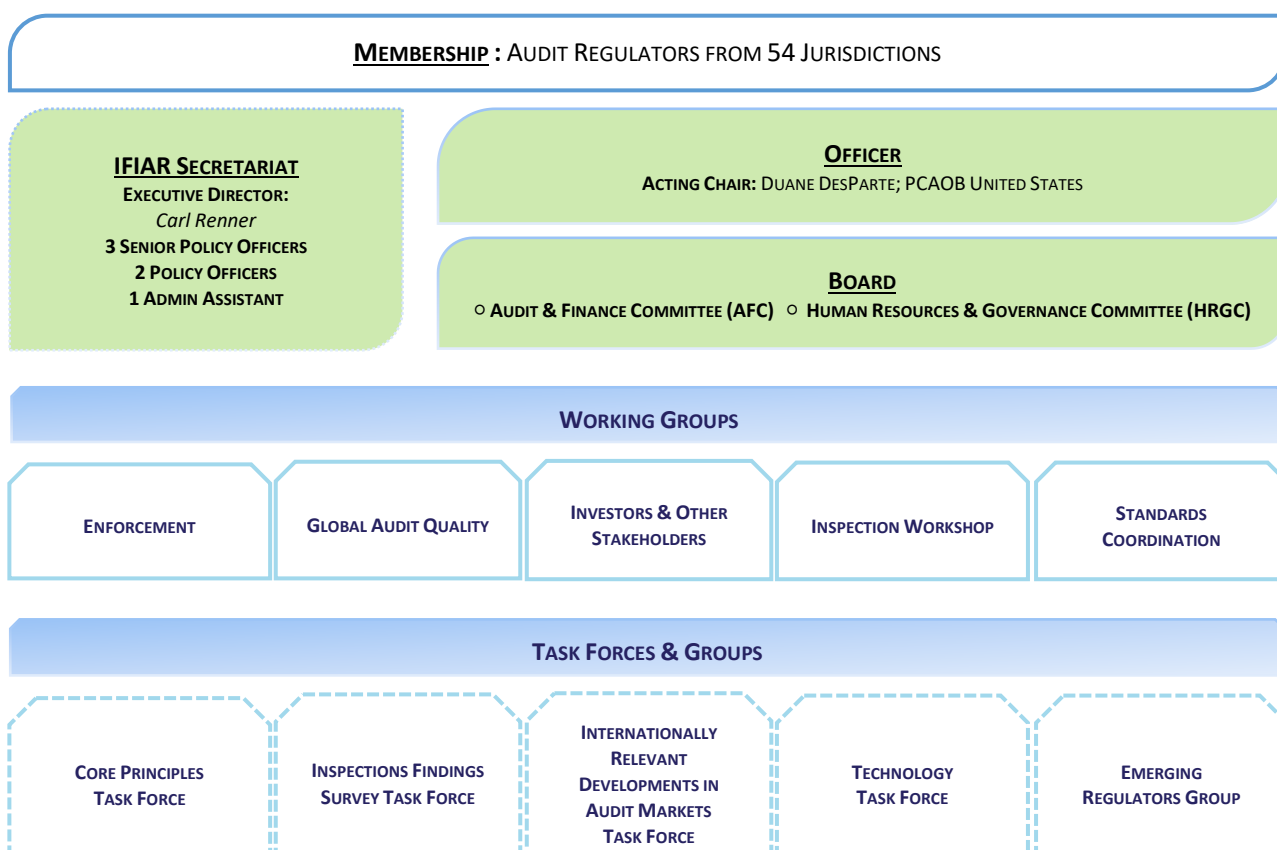 Membership : Audit Regulators from 54 Jurisdictions
IFIAR Secretariat
Executive Director:
Carl Renner
3 Senior Policy Officers
2 Policy Officers
1 Admin Assistant
Officer
Acting Chair: Duane DesParte; PCAOB United States
Board
○ Audit & Finance Committee (AFC) ○ Human Resources & Governance Committee (HRGC)
Working Groups
Enforcement
Global Audit Quality
Investors & Other
Stakeholders
Inspection Workshop
Standards
Coordination
Task Forces & Groups
Core Principles
Task Force
Inspections Findings
Survey Task Force
Internationally
Relevant
Developments in
Audit Markets
Task Force
Technology
Task Force
Emerging
Regulators Group